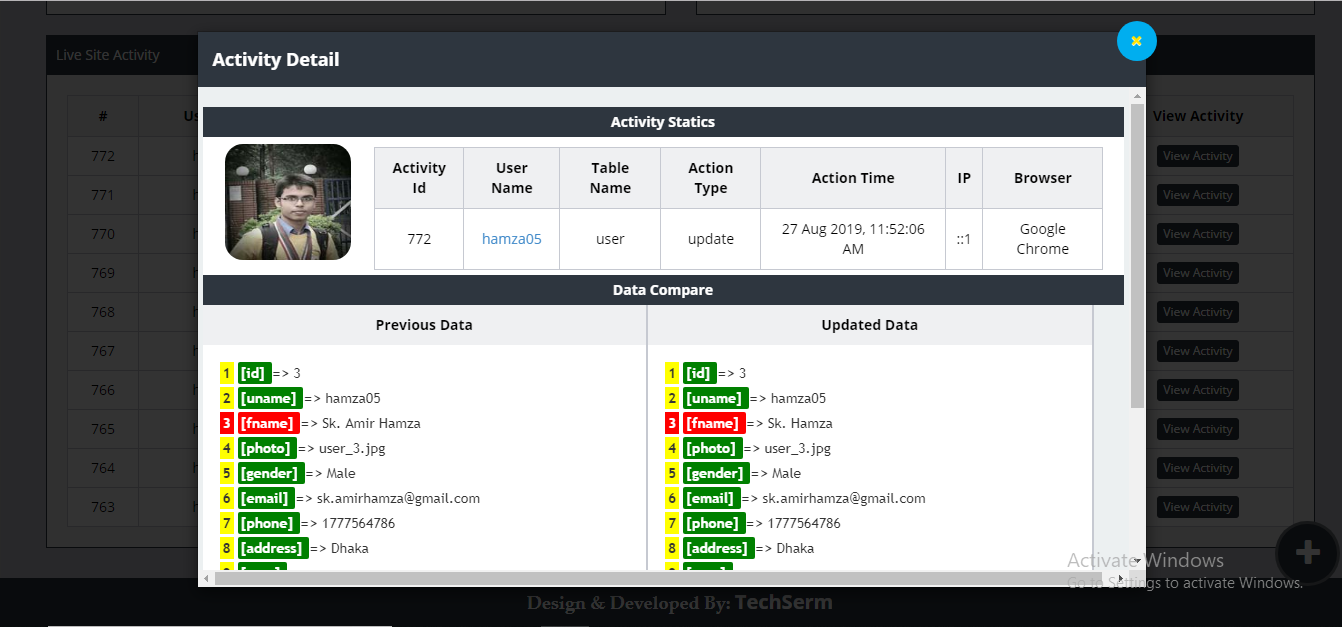 Live Site Activity
Activity Detail
Activity Statics
# View Activity
Activity Id User Name Table Name Action Type Action Time IP Browser
772 hamza05 user update 27 Aug 2019, 11:52:06 AM ::1 Google Chrome
Data Compare
Previous Data Updated Data
1 [id] => 3 1 [id] => 3
2 [uname] => hamza05 2 [uname] => hamza05
3 [fname] => Sk. Amir Hamza 3 [fname] => Sk. Hamza
4 [photo] => user_3.jpg 4 [photo] => user_3.jpg
5 [gender] => Male 5 [gender] => Male
6 [email] => sk.amirhamza@gmail.com 6 [email] => sk.amirhamza@gmail.com
7 [phone] => 1777564786 7 [phone] => 1777564786
8 [address] => Dhaka 8 [address] => Dhaka
772 View Activity
771 View Activity
770 View Activity
769 View Activity
768 View Activity
767 View Activity
766 View Activity
765 View Activity
764 View Activity
763 View Activity
Activate Windows
Go to Settings to activate Windows.
Design & Developed By: TechSerm